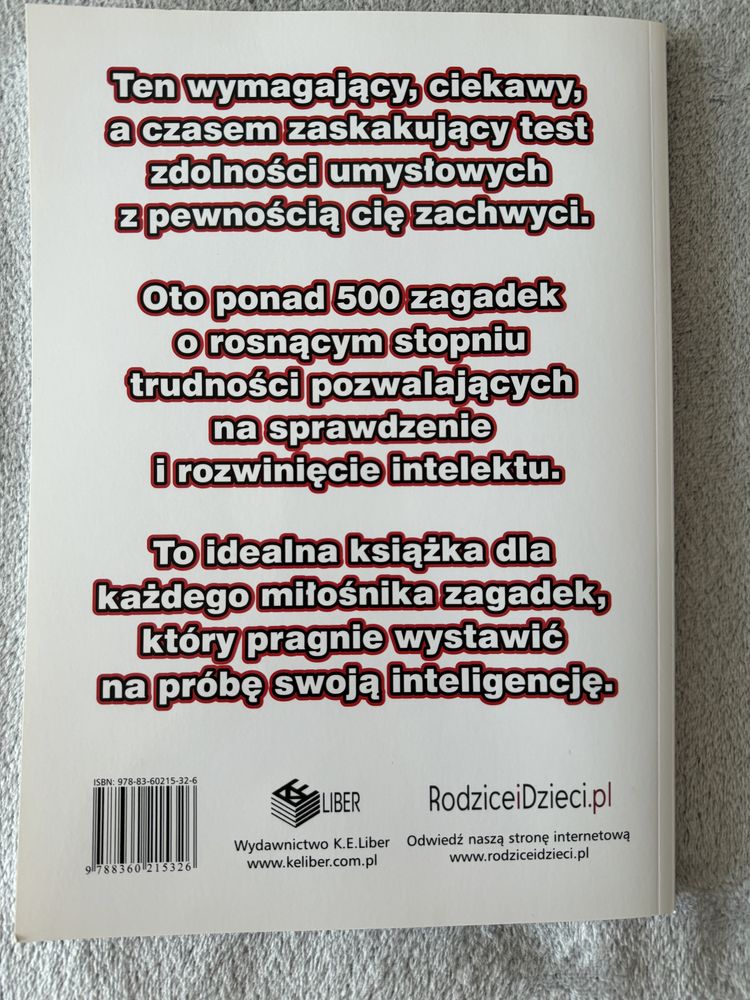 Ten wymagający, ciekawy,
a czasem zaskakujący test
zdolności umysłowych
z pewnością cię zachwyci.
Oto ponad 500 zagadek
o rosnącym stopniu
trudności pozwalających
na sprawdzenie
i rozwinięcie intelektu.
To idealna książka dla
każdego miłośnika zagadek,
który pragnie wystawić
na próbę swoją inteligencję.
ISBN: 978-83-60215-32-6
9 788360 215326
KE LIBER
Wydawnictwo K.E.Liber
www.keliber.com.pl
RodziceiDzieci.pl
Odwiedź naszą stronę internetową
www.rodziceidzieci.pl